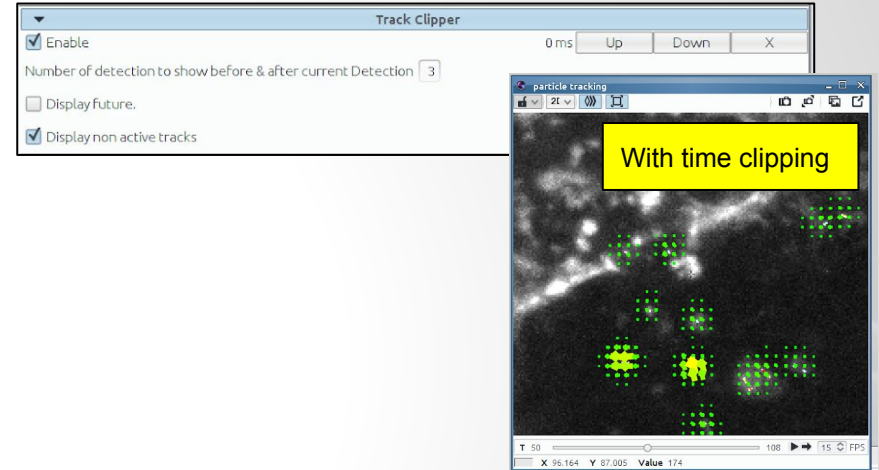 Track Clipper
Enable 0 ms Up Down X
Number of detection to show before & after current Detection 3
Display future.
Display non active tracks
particle tracking
With time clipping
T 50 108 15 FPS
X 96.164 Y 87.005 Value 174